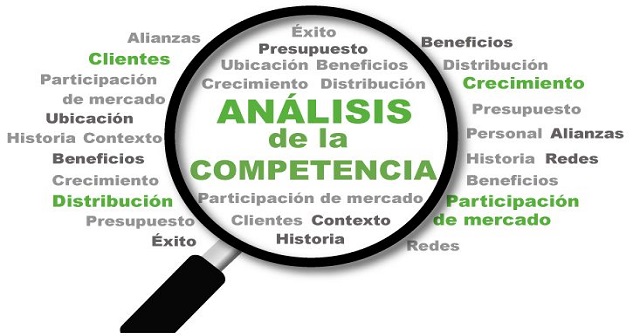 Alianzas
Clientes
Participación
de mercado
Ubicación
Historia Contexto
Beneficios
Crecimiento
Distribución
Presupuesto
Éxito
Éxito
Presupuesto
Ubicación Beneficios
Crecimiento Distribución
ANÁLISIS
de la
COMPETENCIA
Participación de mercado
Clientes Contexto
Historia
Beneficios
Distribución
Crecimiento
Presupuesto
Personal Alianzas
Historia Redes
Beneficios
Participación
de mercado
Redes